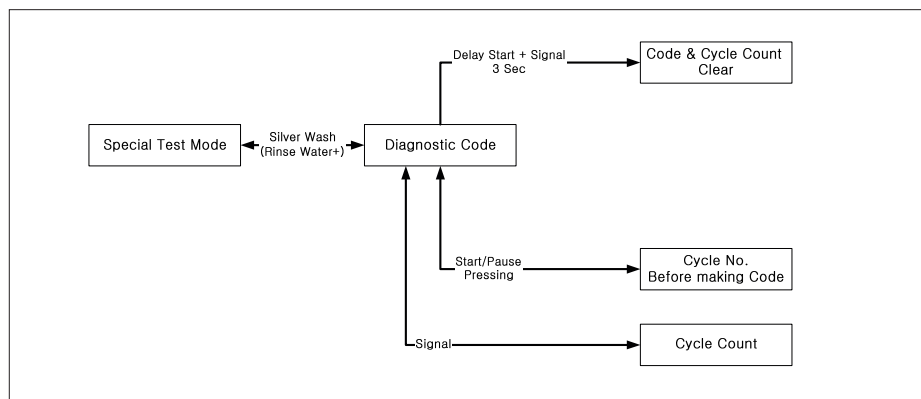 Delay Start + Signal
3 Sec
Code & Cycle Count
Clear
Special Test Mode
Silver Wash
(Rinse Water+)
Diagnostic Code
Start/Pause
Pressing
Cycle No.
Before making Code
Signal
Cycle Count